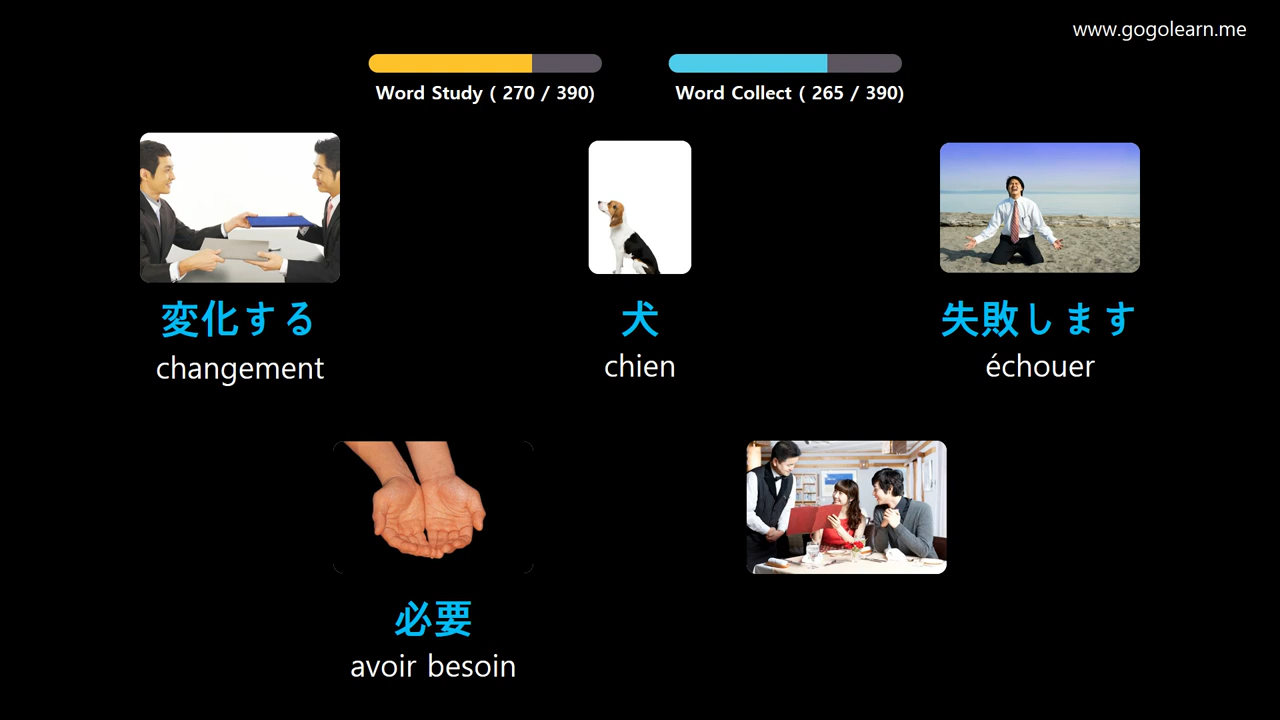 www.gogolearn.me
Word Study ( 270 / 390)
Word Collect ( 265 / 390)
変化する
changement
犬
chien
失敗します
échouer
必要
avoir besoin